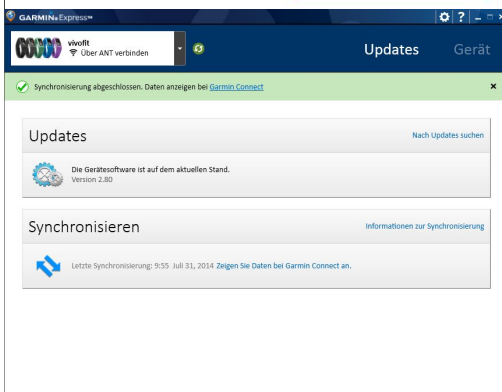 GARMIN Express™
?
vivofit
Über ANT verbinden
Updates
Gerät
Synchronisierung abgeschlossen. Daten anzeigen bei Garmin Connect
Updates
Nach Updates suchen
Die Gerätesoftware ist auf dem aktuellen Stand.
Version 2.80
Synchronisieren
Informationen zur Synchronisierung
Letzte Synchronisierung: 9:55 Juli 31, 2014 Zeigen Sie Daten bei Garmin Connect an.